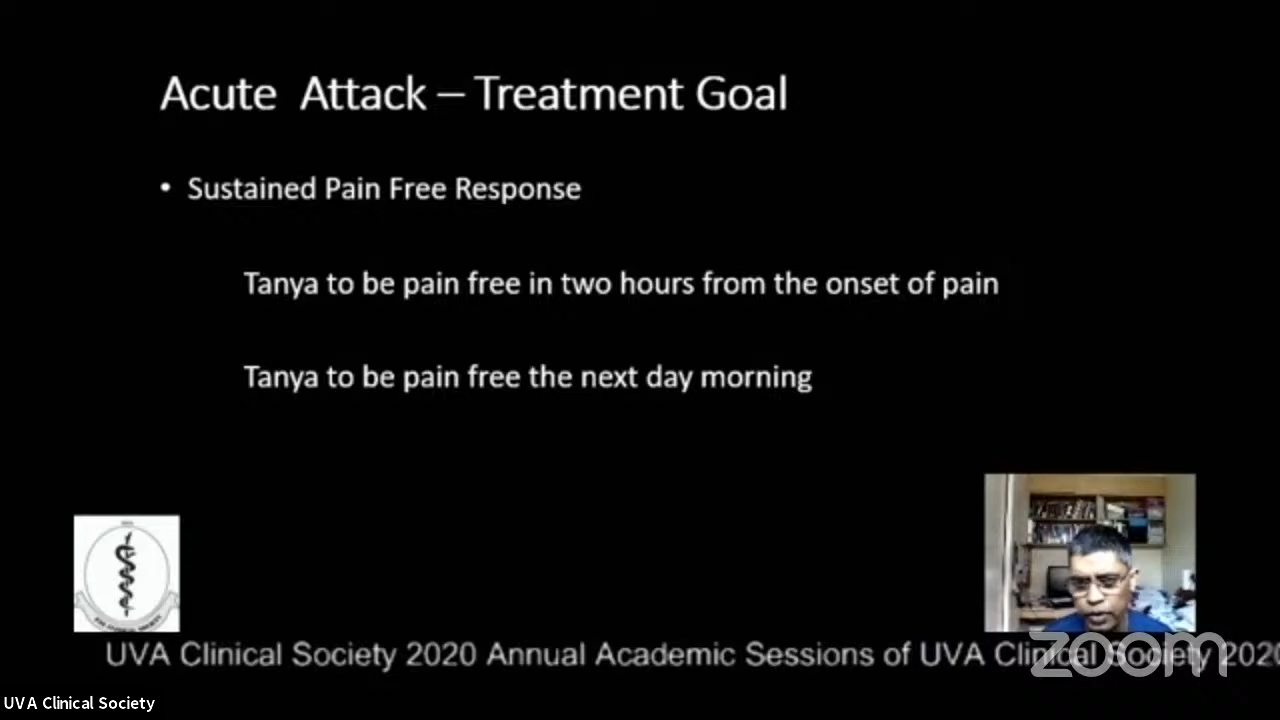 Acute Attack – Treatment Goal
• Sustained Pain Free Response
Tanya to be pain free in two hours from the onset of pain
Tanya to be pain free the next day morning
UVA Clinical Society 2020 Annual Academic Sessions of UVA Clinical Society 2020
zoom
UVA Clinical Society